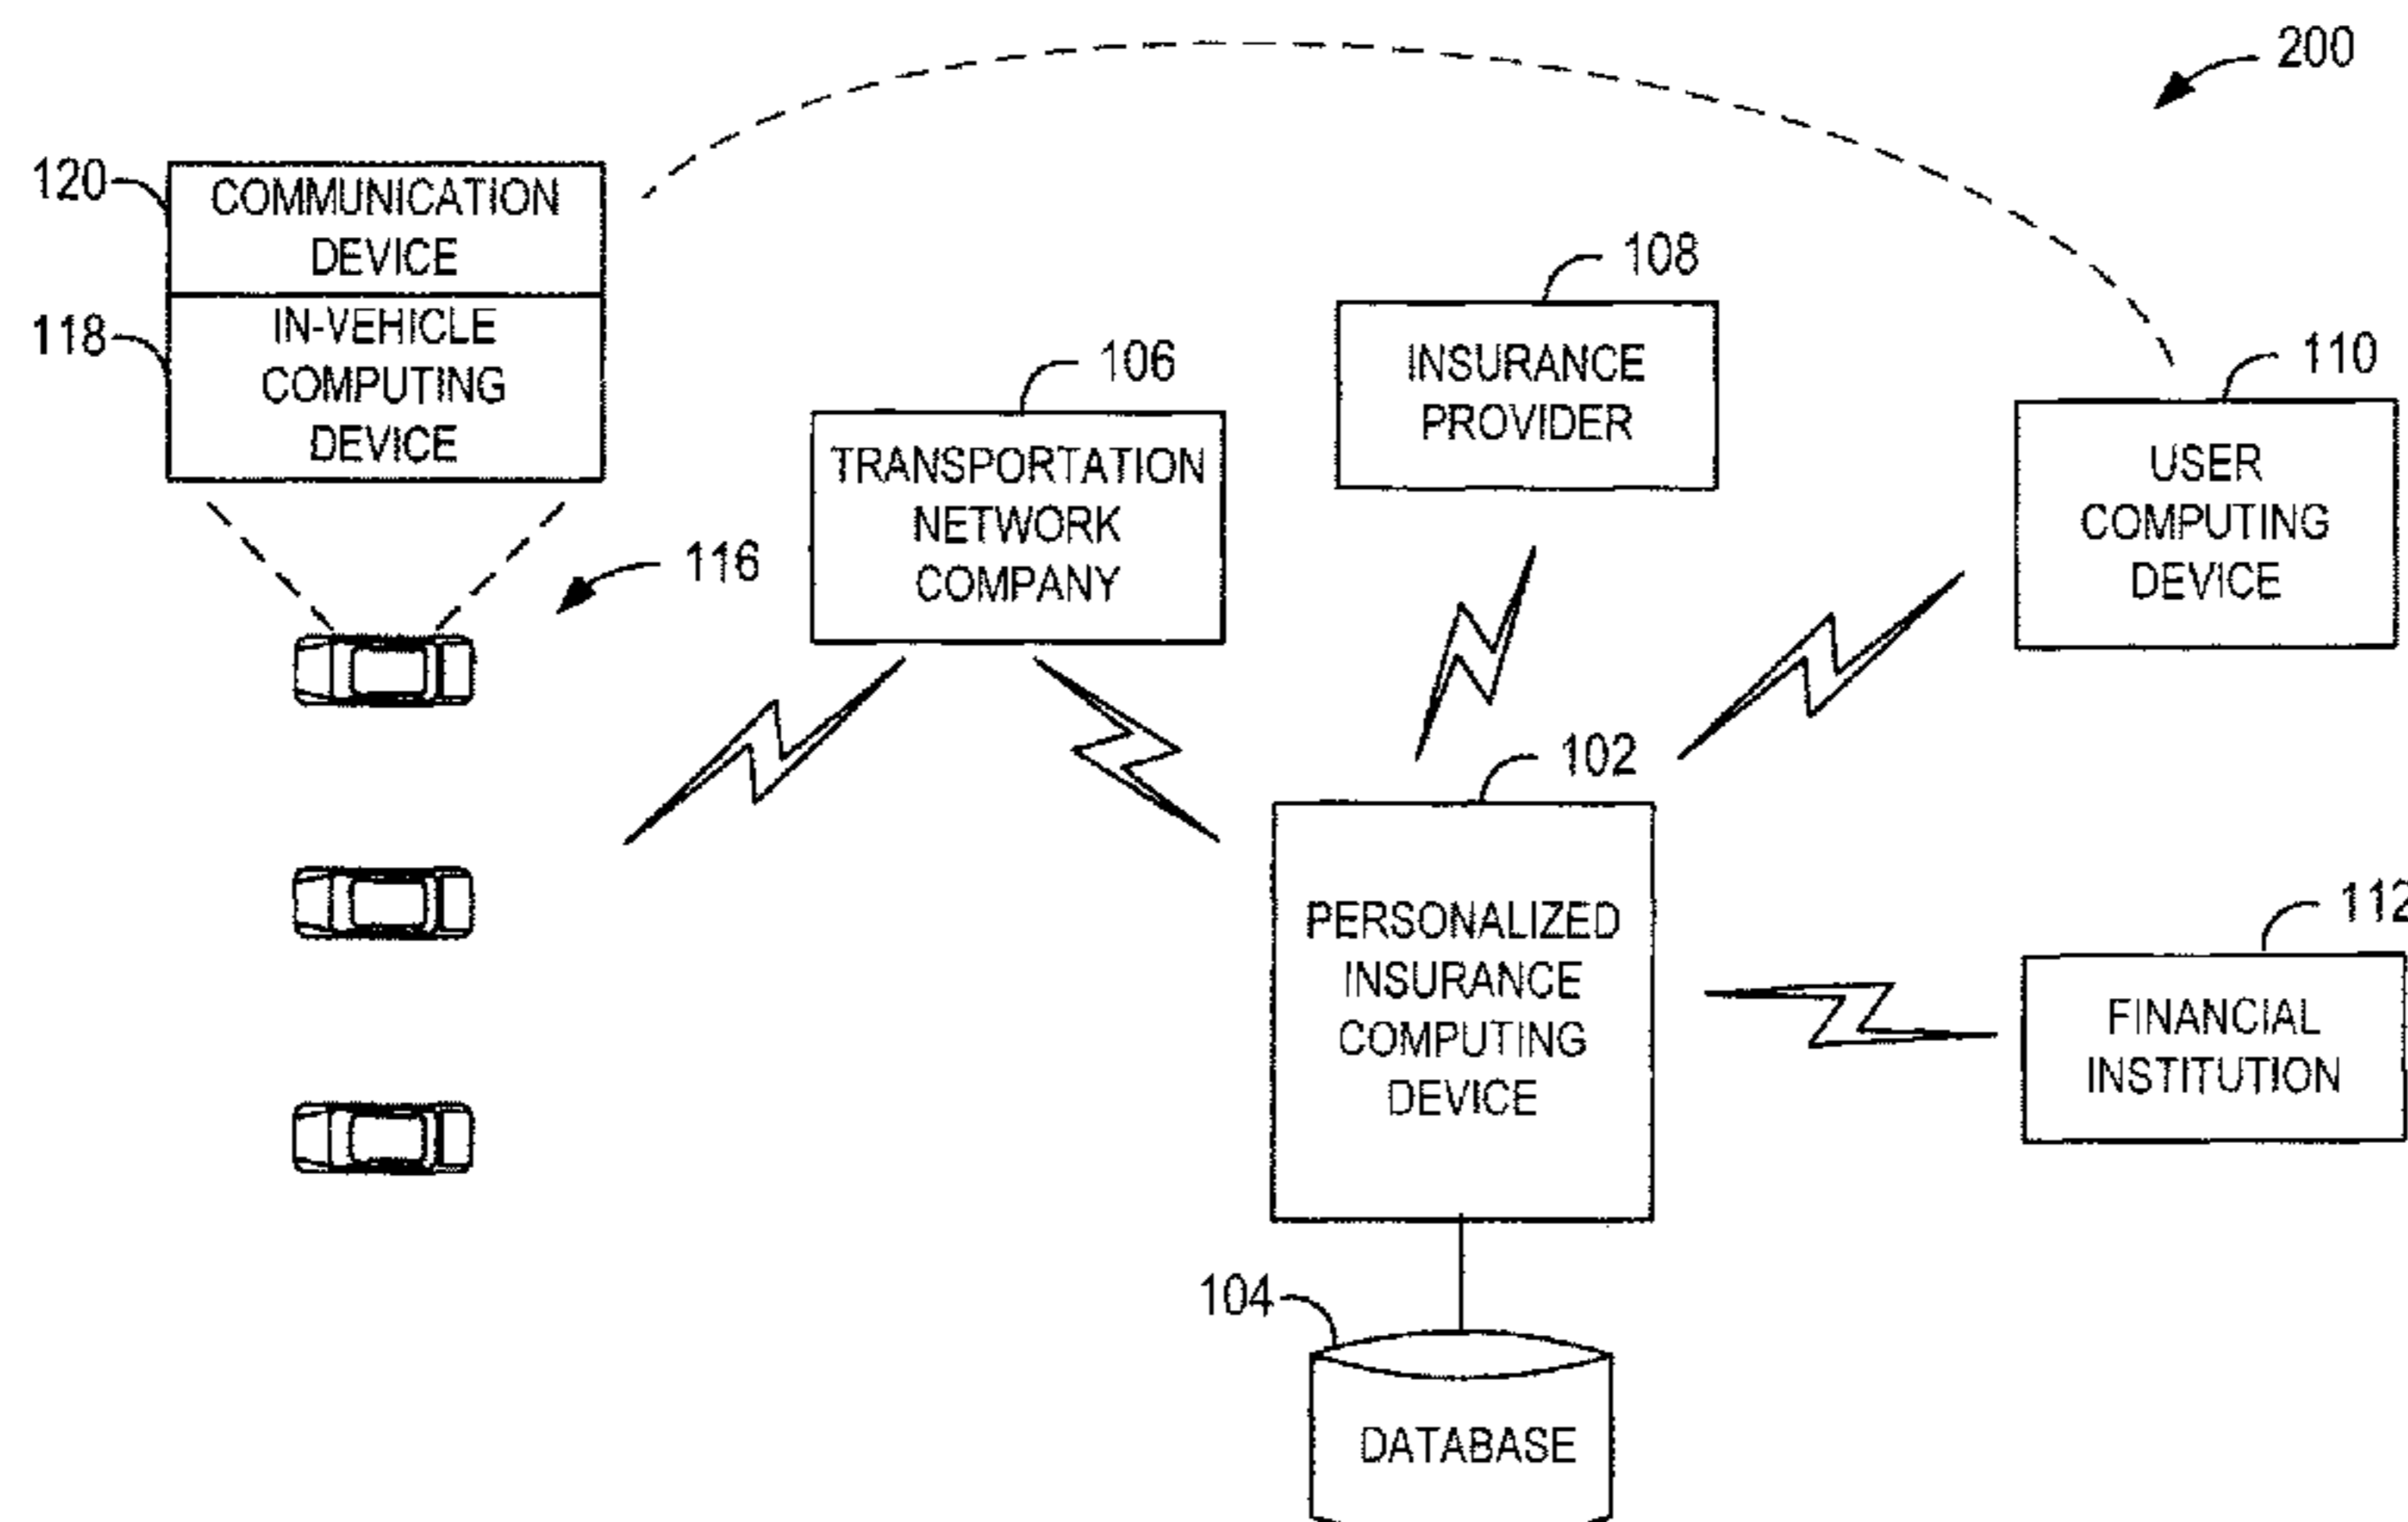 200
120
COMMUNICATION
DEVICE
118
IN-VEHICLE
COMPUTING
DEVICE
108
INSURANCE
PROVIDER
106
TRANSPORTATION
NETWORK
COMPANY
110
USER
COMPUTING
DEVICE
116
102
PERSONALIZED
INSURANCE
COMPUTING
DEVICE
112
FINANCIAL
INSTITUTION
104
DATABASE